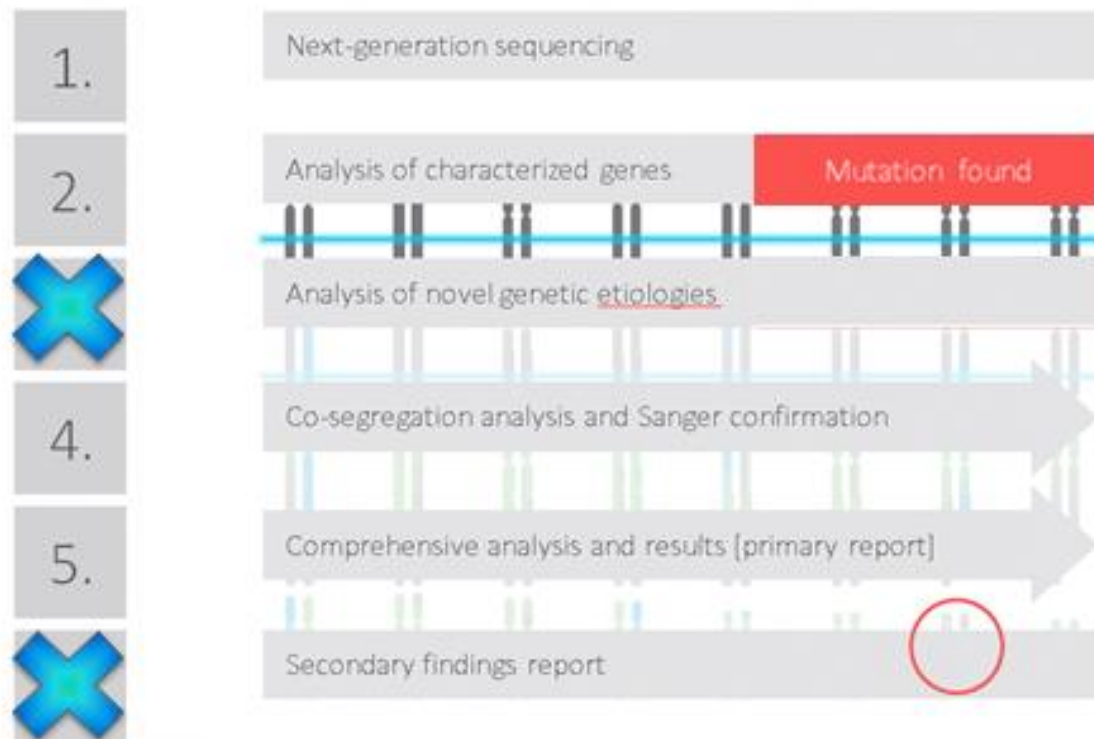 1. Next-generation sequencing
2. Analysis of characterized genes Mutation found
Analysis of novel genetic etiologies
4. Co-segregation analysis and Sanger confirmation
5. Comprehensive analysis and results [primary report]
Secondary findings report